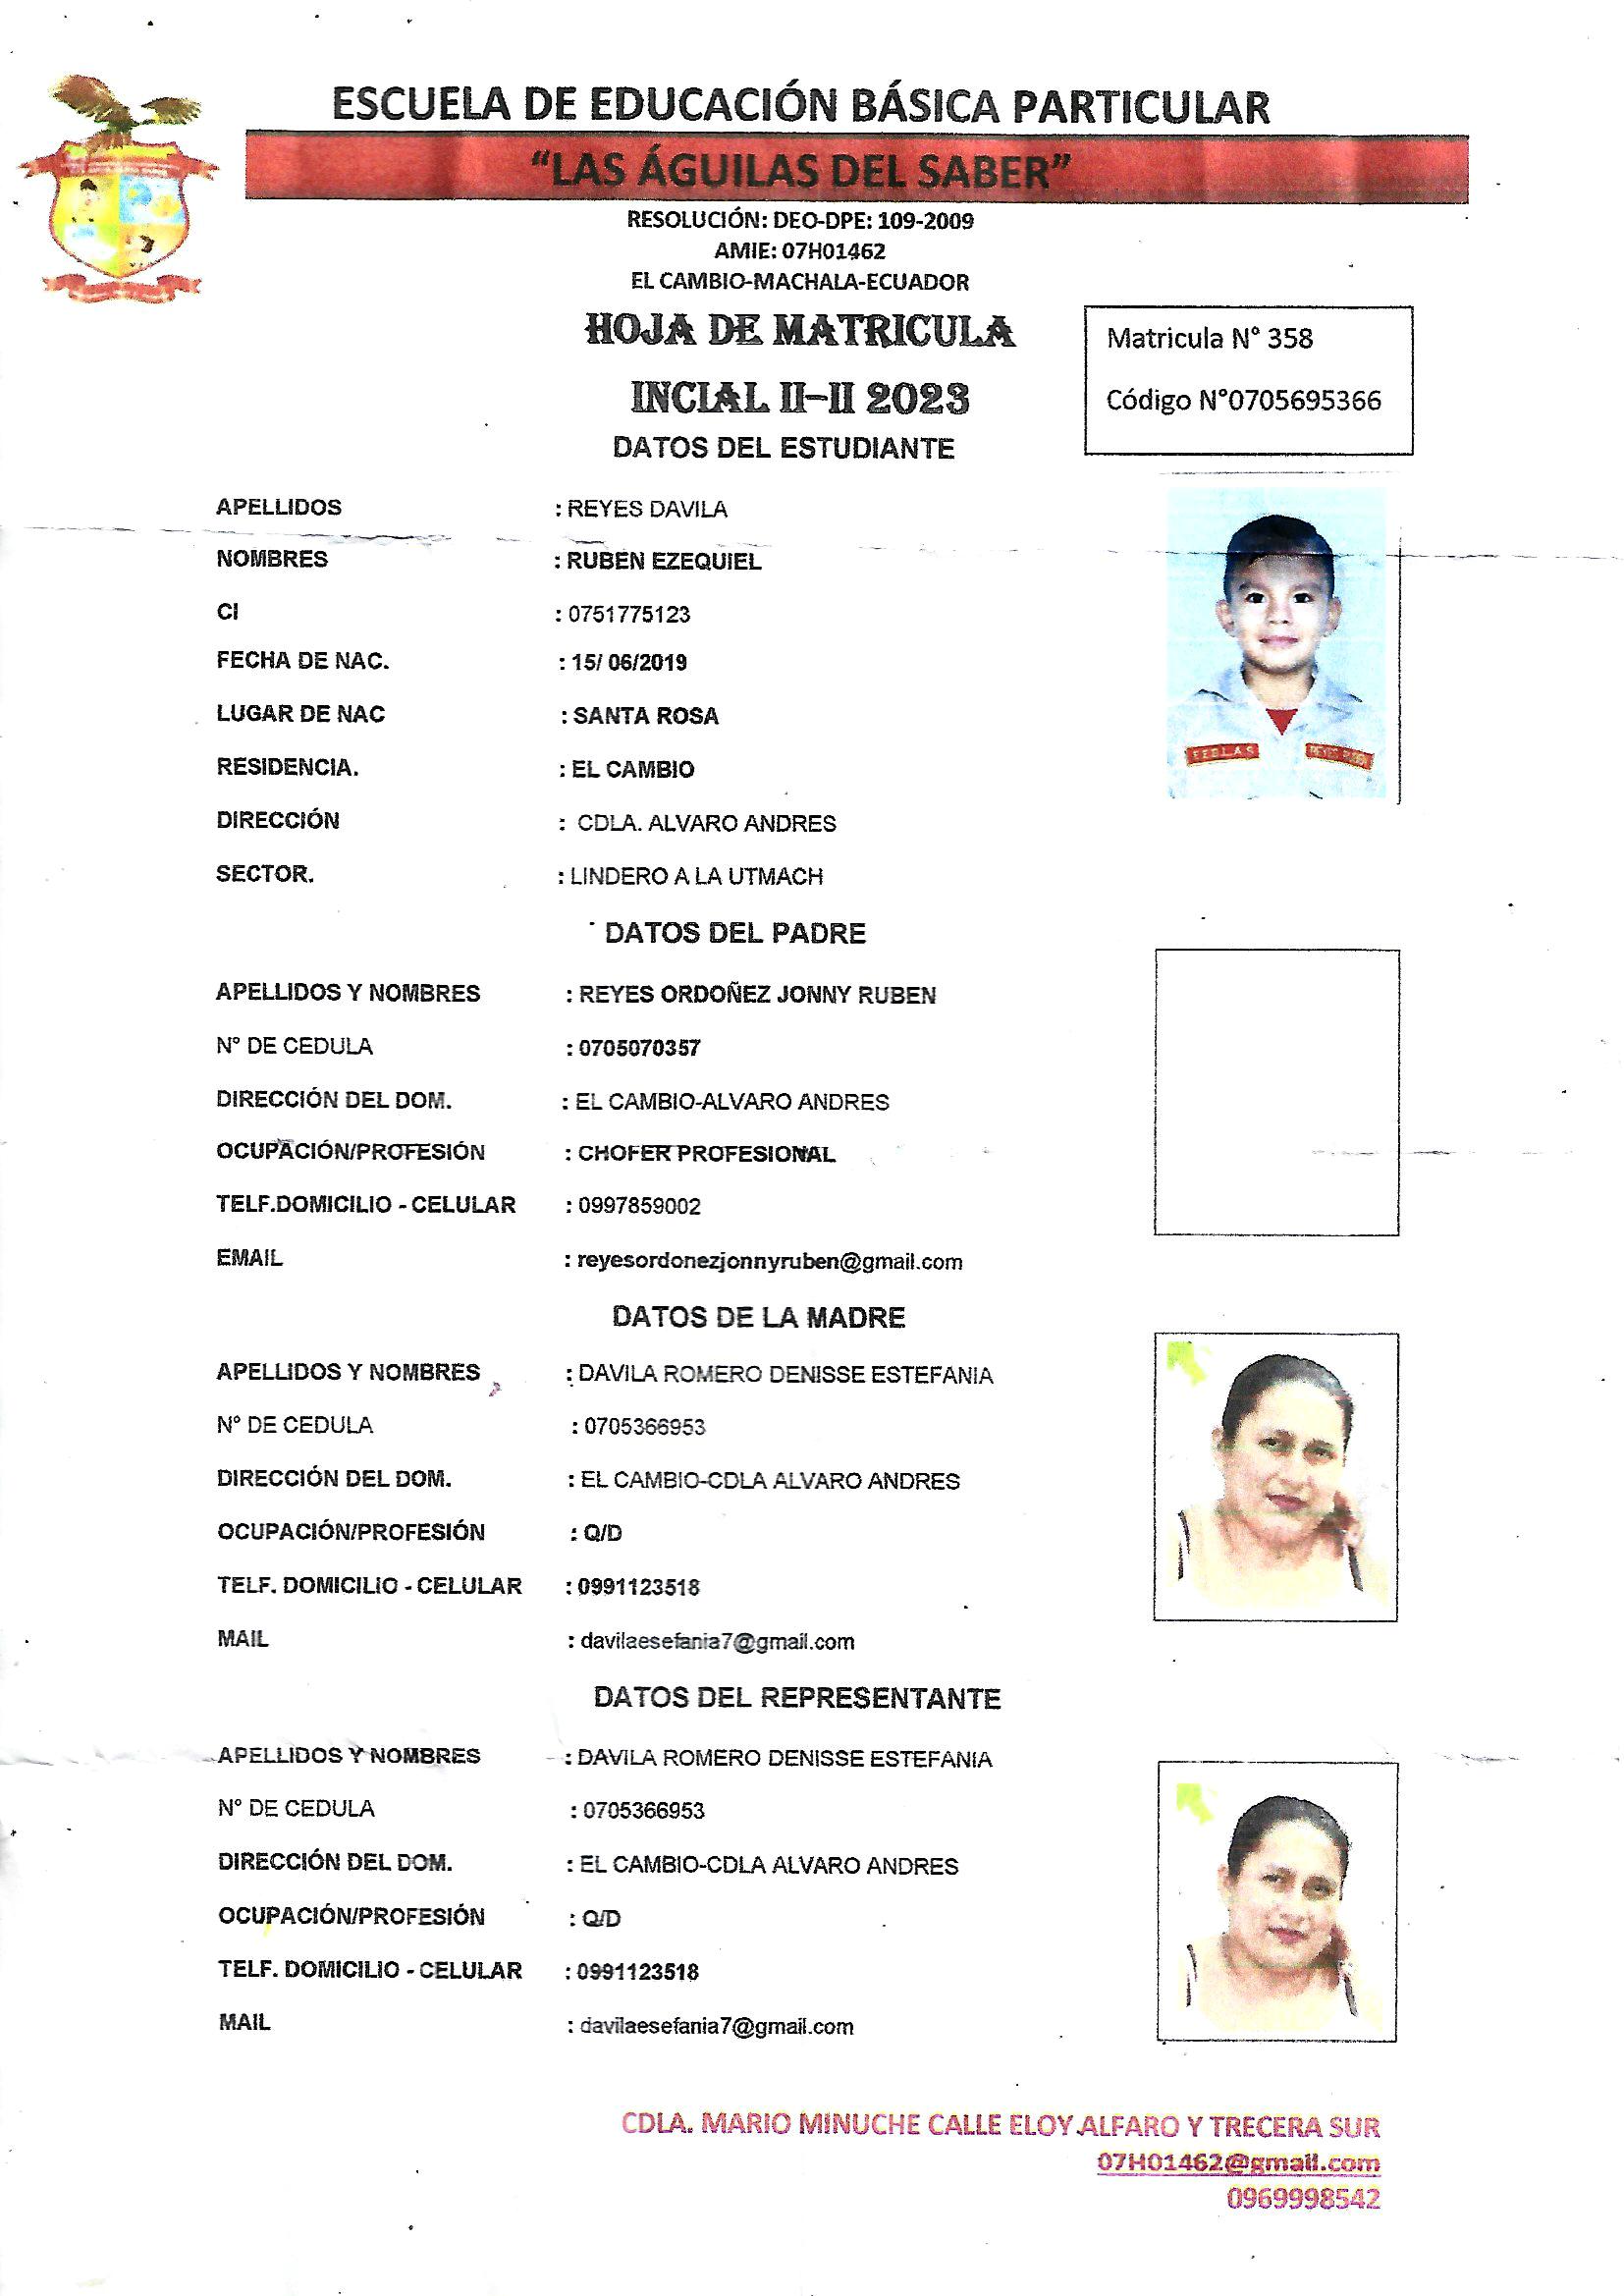 ESCUELA DE EDUCACIÓN BÁSICA PARTICULAR
“LAS ÁGUILAS DEL SABER”
RESOLUCIÓN: DEO-DPE: 109-2009
AMIE: 07H01462
EL CAMBIO-MACHALA-ECUADOR
HOJA DE MATRICULA
INCIAL II-II 2023
Matricula N° 358
Código N°0705695366
DATOS DEL ESTUDIANTE
APELLIDOS : REYES DAVILA
NOMBRES : RUBEN EZEQUIEL
CI : 0751775123
FECHA DE NAC. : 15/ 06/2019
LUGAR DE NAC : SANTA ROSA
RESIDENCIA. : EL CAMBIO
DIRECCIÓN : CDLA. ALVARO ANDRES
SECTOR. : LINDERO A LA UTMACH
DATOS DEL PADRE
APELLIDOS Y NOMBRES : REYES ORDOÑEZ JONNY RUBEN
N° DE CEDULA : 0705070357
DIRECCIÓN DEL DOM. : EL CAMBIO-ALVARO ANDRES
OCUPACIÓN/PROFESIÓN : CHOFER PROFESIONAL
TELF.DOMICILIO - CELULAR : 0997859002
EMAIL : reyesordonezjonnyruben@gmail.com
DATOS DE LA MADRE
APELLIDOS Y NOMBRES : DAVILA ROMERO DENISSE ESTEFANIA
N° DE CEDULA : 0705366953
DIRECCIÓN DEL DOM. : EL CAMBIO-CDLA ALVARO ANDRES
OCUPACIÓN/PROFESIÓN : Q/D
TELF. DOMICILIO - CELULAR : 0991123518
MAIL : davilaesefania7@gmail.com
DATOS DEL REPRESENTANTE
APELLIDOS Y NOMBRES : DAVILA ROMERO DENISSE ESTEFANIA
N° DE CEDULA : 0705366953
DIRECCIÓN DEL DOM. : EL CAMBIO-CDLA ALVARO ANDRES
OCUPACIÓN/PROFESIÓN : Q/D
TELF. DOMICILIO - CELULAR : 0991123518
MAIL : davilaesefania7@gmail.com
CDLA. MARIO MINUCHE CALLE ELOY ALFARO Y TRECERA SUR
07H01462@gmail.com
0969998542